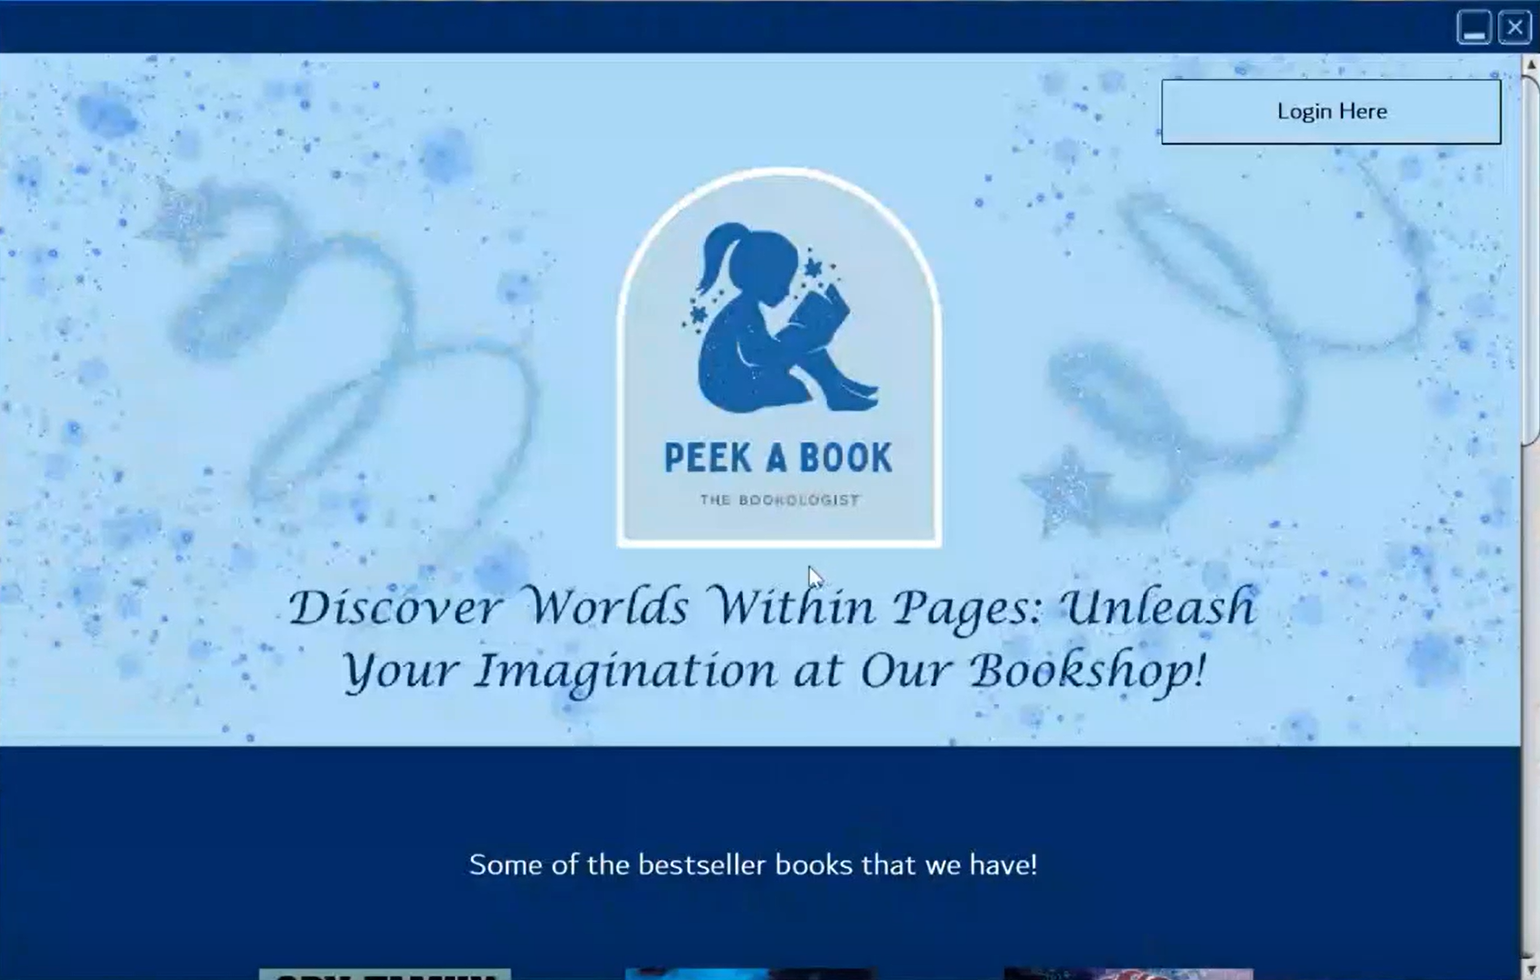 Login Here
PEEK A BOOK
THE BOOKOLOGIST
Discover Worlds Within Pages: Unleash
Your Imagination at Our Bookshop!
Some of the bestseller books that we have!